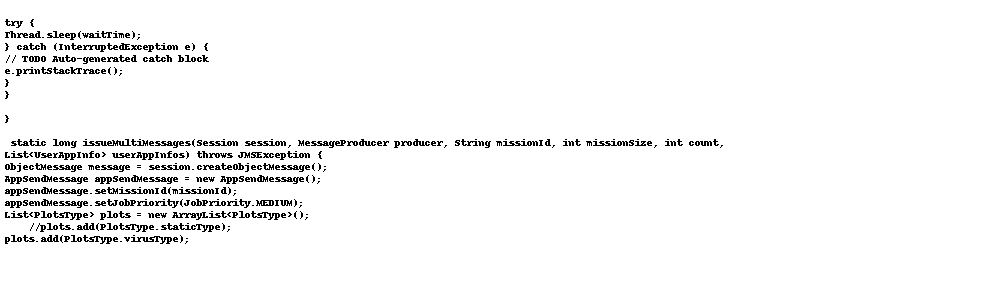 try {
Thread.sleep(waitTime);
} catch (InterruptedException e) {
// TODO Auto-generated catch block
e.printStackTrace();
}
}
}
static long issueMultiMessages(Session session, MessageProducer producer, String missionId, int missionSize, int count,
List<UserAppInfo> userAppInfos) throws JMSException {
ObjectMessage message = session.createObjectMessage();
AppSendMessage appSendMessage = new AppSendMessage();
appSendMessage.setMissionId(missionId);
appSendMessage.setJobPriority(JobPriority.MEDIUM);
List<PlotsType> plots = new ArrayList<PlotsType>();
//plots.add(PlotsType.staticType);
plots.add(PlotsType.virusType);